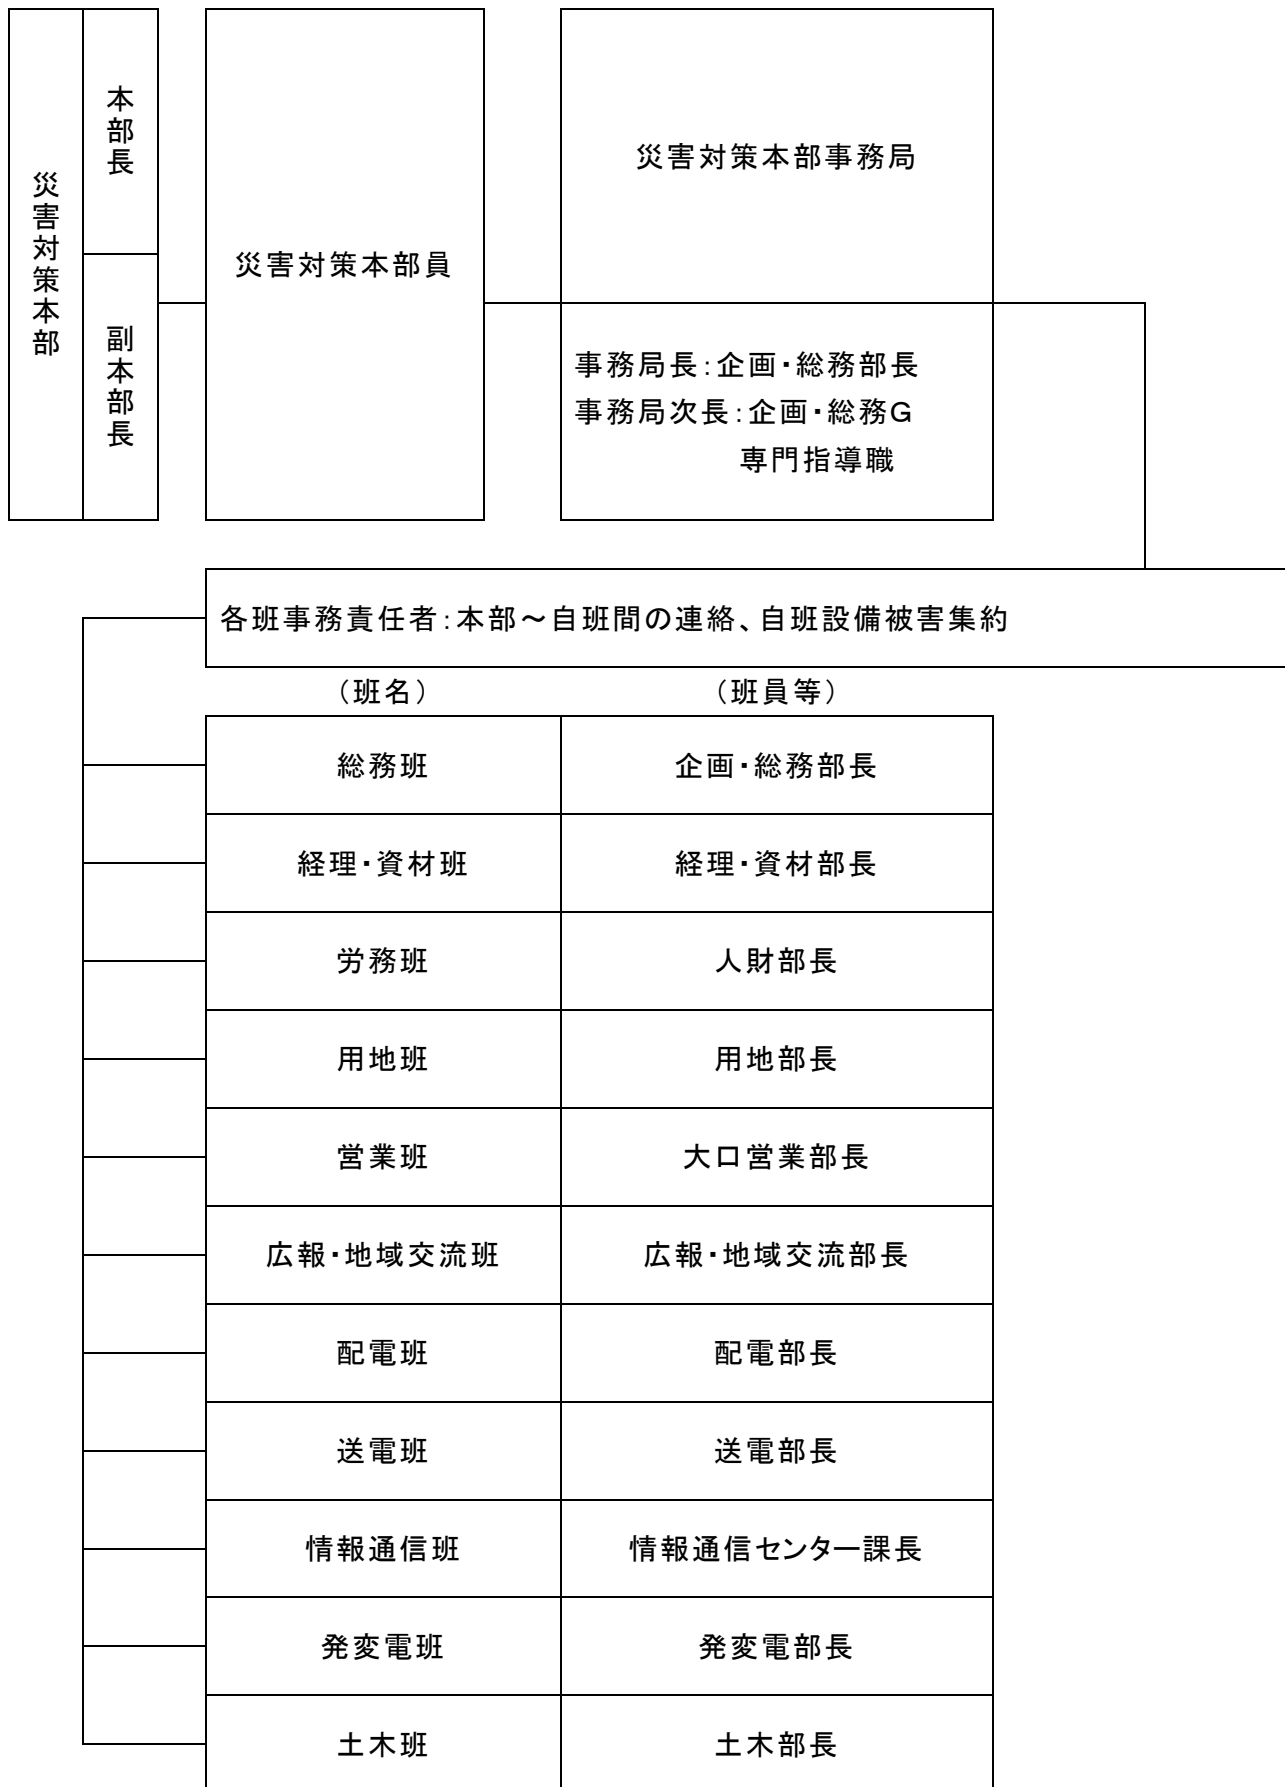 災害対策本部
本部長
副本部長
災害対策本部員
災害対策本部事務局
事務局長:企画・総務部長
事務局次長:企画・総務G
専門指導職
各班事務責任者:本部～自班間の連絡、自班設備被害集約
(班名) (班員等)
総務班 企画・総務部長
経理・資材班 経理・資材部長
労務班 人財部長
用地班 用地部長
営業班 大口営業部長
広報・地域交流班 広報・地域交流部長
配電班 配電部長
送電班 送電部長
情報通信班 情報通信センター課長
発変電班 発変電部長
土木班 土木部長